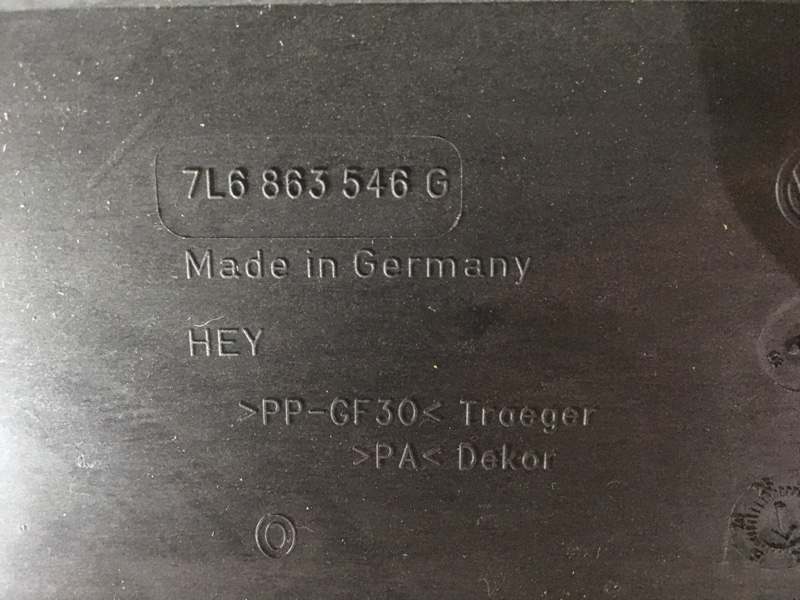 7L6 863 546 G
Made in Germany
HEY
>PP-GF30< Traeger
>PA< Dekor